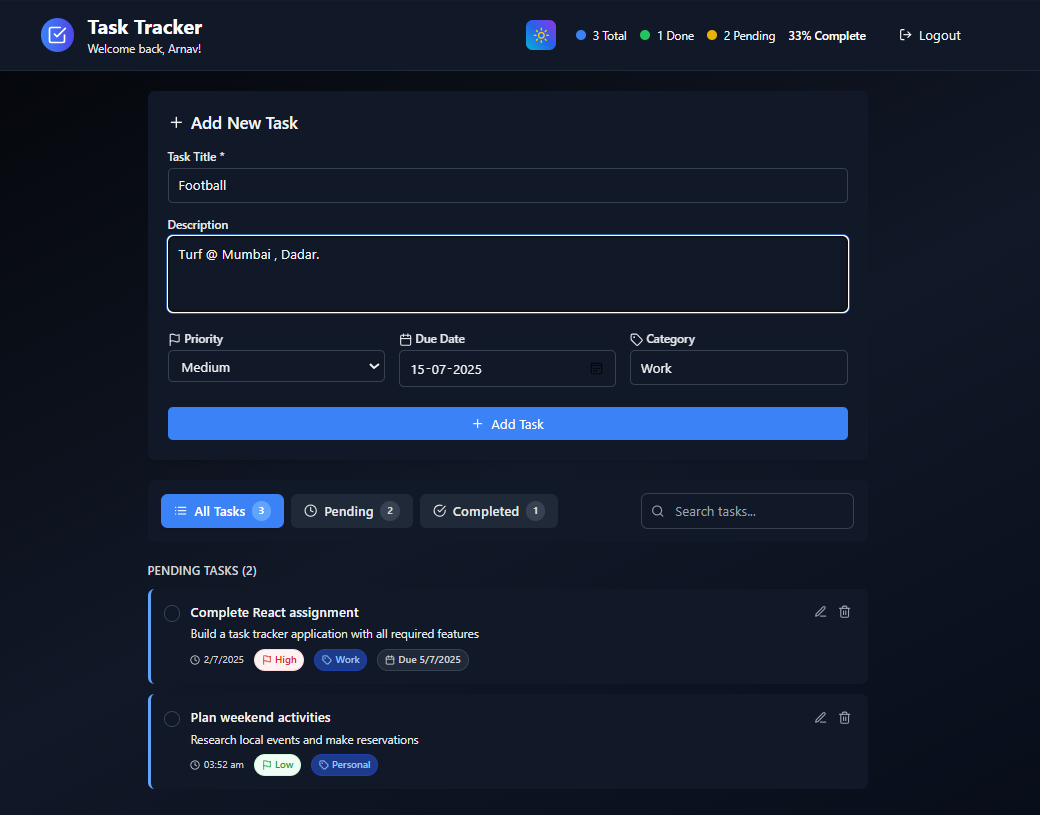 Task Tracker
Welcome back, Arnav!
3 Total 1 Done 2 Pending 33% Complete Logout
+ Add New Task
Task Title *
Football
Description
Turf @ Mumbai , Dadar.
Priority Due Date Category
Medium 15-07-2025 Work
+ Add Task
All Tasks 3 Pending 2 Completed 1 Search tasks...
PENDING TASKS (2)
Complete React assignment
Build a task tracker application with all required features
2/7/2025 High Work Due 5/7/2025
Plan weekend activities
Research local events and make reservations
03:52 am Low Personal